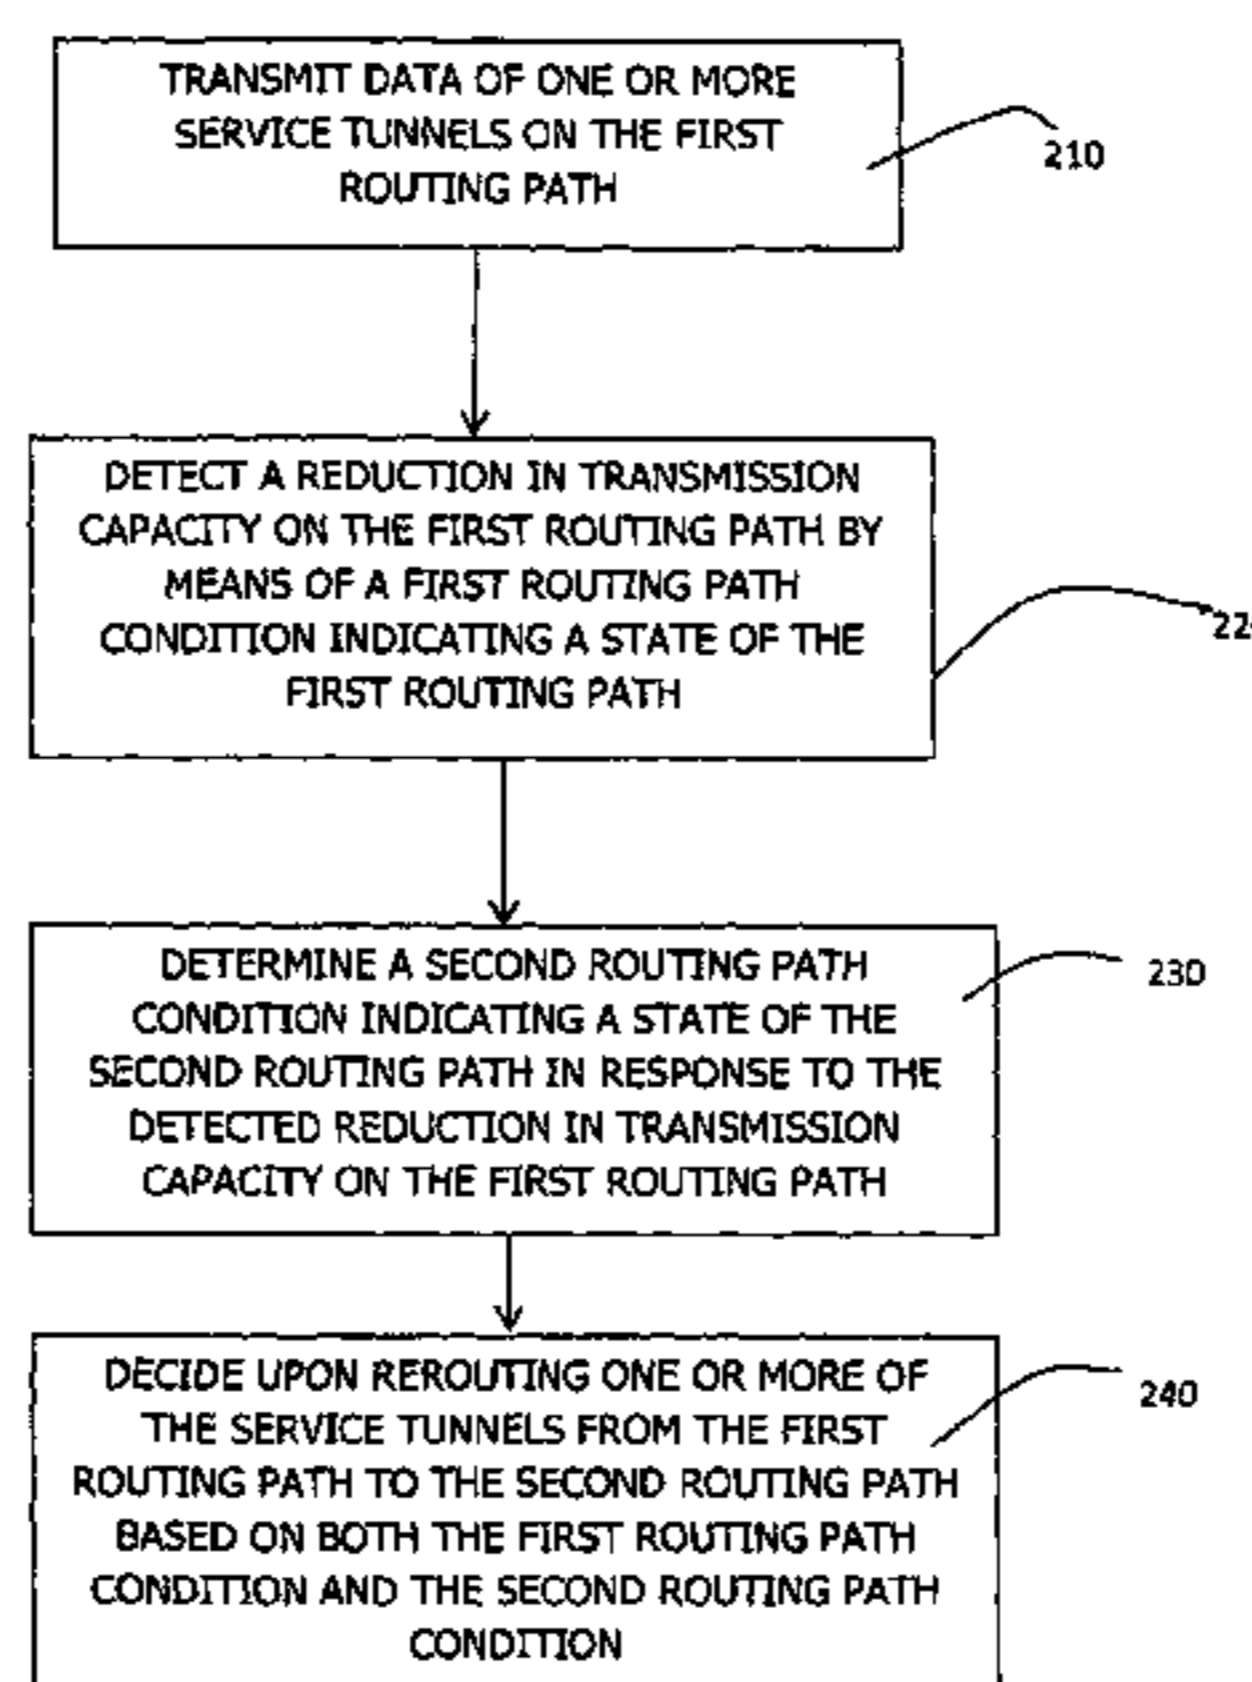 TRANSMIT DATA OF ONE OR MORE
SERVICE TUNNELS ON THE FIRST
ROUTING PATH
210
DETECT A REDUCTION IN TRANSMISSION
CAPACITY ON THE FIRST ROUTING PATH BY
MEANS OF A FIRST ROUTING PATH
CONDITION INDICATING A STATE OF THE
FIRST ROUTING PATH
DETERMINE A SECOND ROUTING PATH
CONDITION INDICATING A STATE OF THE
SECOND ROUTING PATH IN RESPONSE TO THE
DETECTED REDUCTION IN TRANSMISSION
CAPACITY ON THE FIRST ROUTING PATH
230
DECIDE UPON REROUTING ONE OR MORE OF
THE SERVICE TUNNELS FROM THE FIRST
ROUTING PATH TO THE SECOND ROUTING PATH
BASED ON BOTH THE FIRST ROUTING PATH
CONDITION AND THE SECOND ROUTING PATH
CONDITION
240